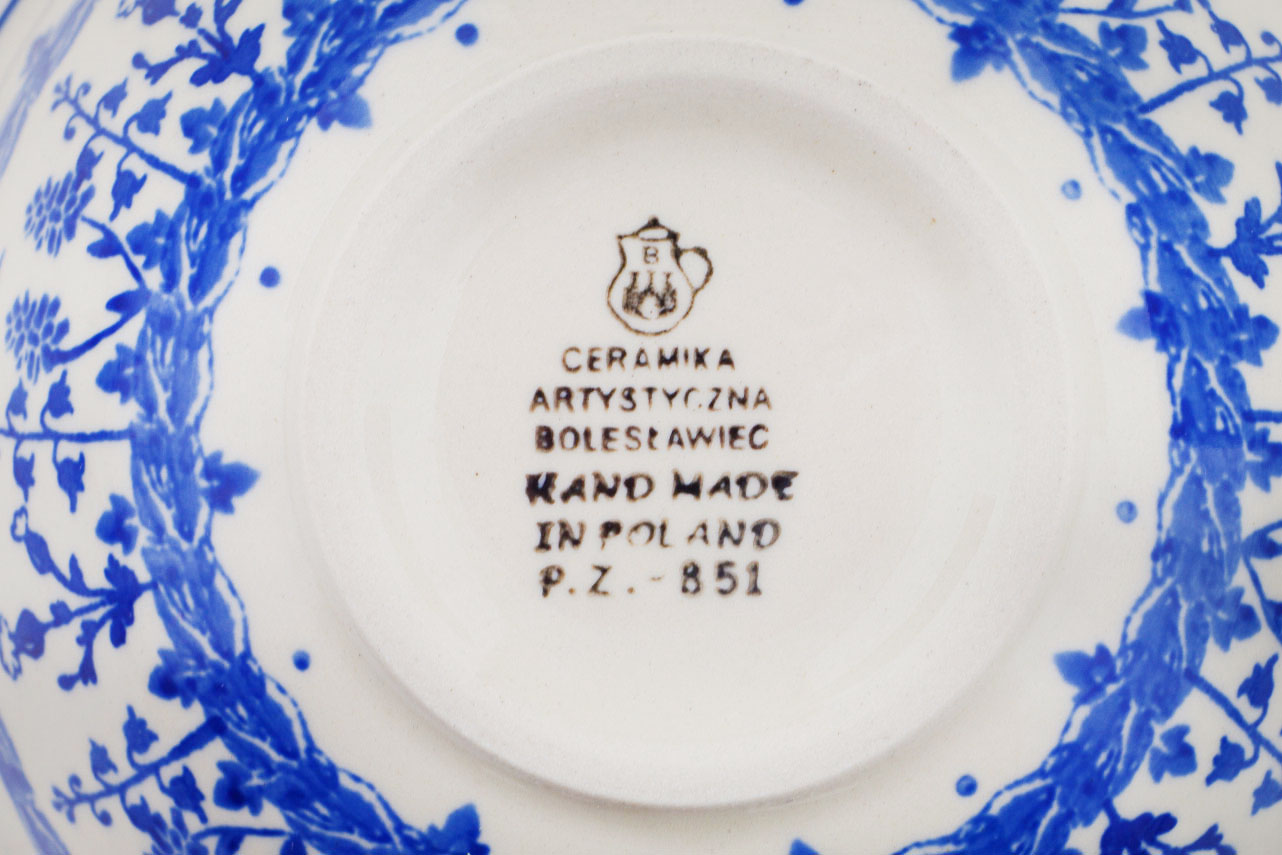 B
CERAMIKA
ARTYSTYCZNA
BOLESŁAWIEC
HAND MADE
IN POLAND
P.Z.-851